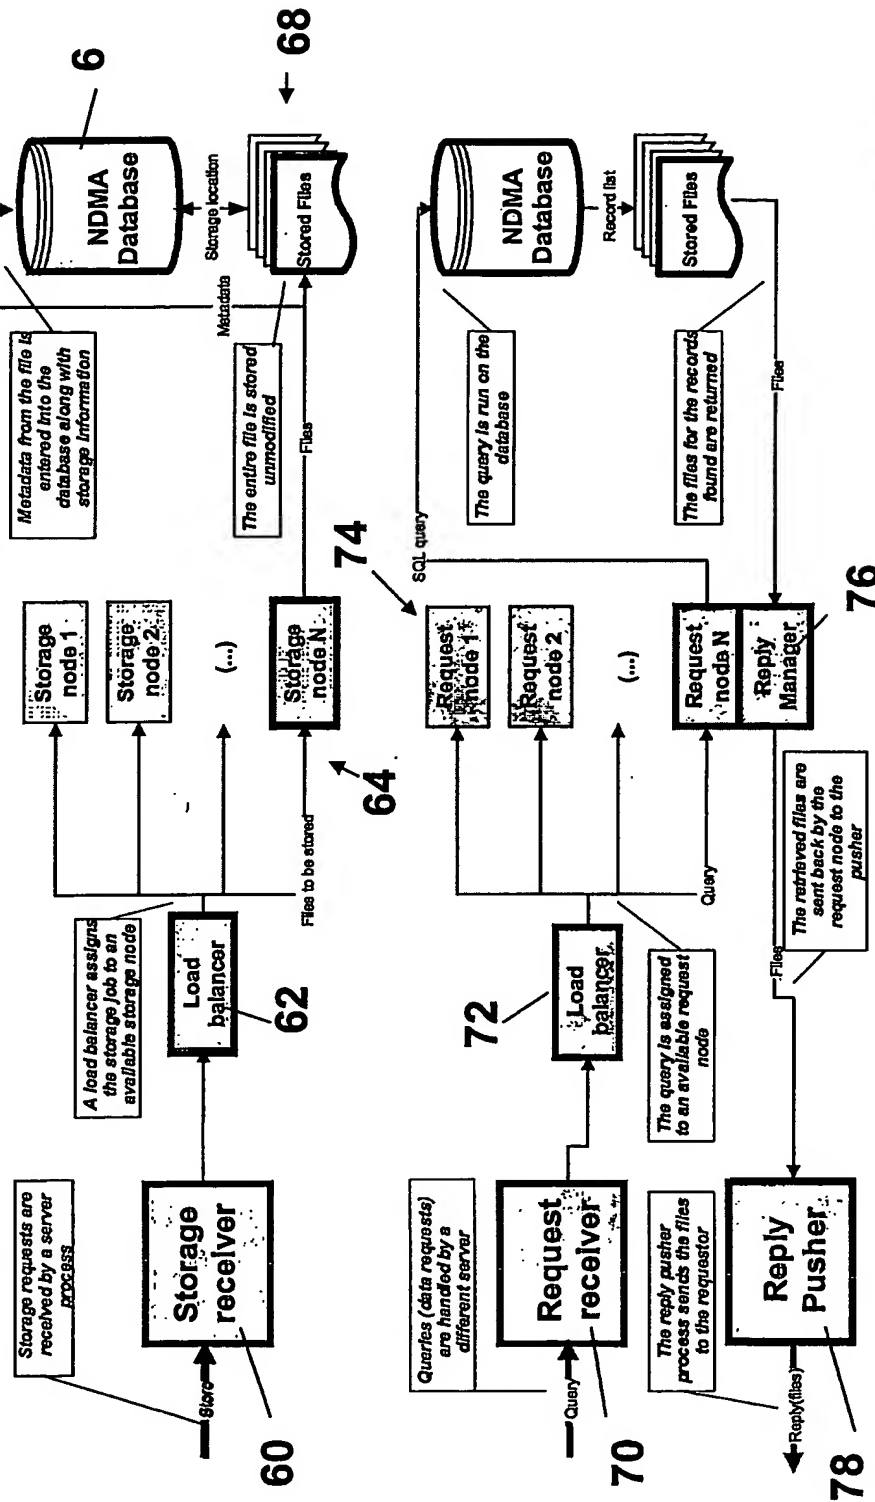 Storage requests are
received by a server
process
Store
Storage
receiver
60
A load balancer assigns
the storage job to an
available storage node
Load
balancer
62
Files to be stored
Storage
node 1
Storage
node 2
(...)
Storage
node N
64
Metadata from the file is
entered into the
database along with
storage information
The entire file is stored
unmodified
Files
Metadata
NDMA
Database
6
Storage location
Stored Files
68
Queries (data requests)
are handled by a
different server
Query
Request
receiver
70
Load
balancer
72
The query is assigned
to an available request
node
Query
74
Request
node 1
Request
node 2
(...)
Request
node N
Reply
Manager
76
SQL query
The query is run on the
database
NDMA
Database
Record list
Stored Files
The files for the records
found are returned
Files
The retrieved files are
sent back by the
request node to the
pusher
Files
The reply pusher
process sends the files
to the requestor
Reply
Pusher
Reply(files)
78